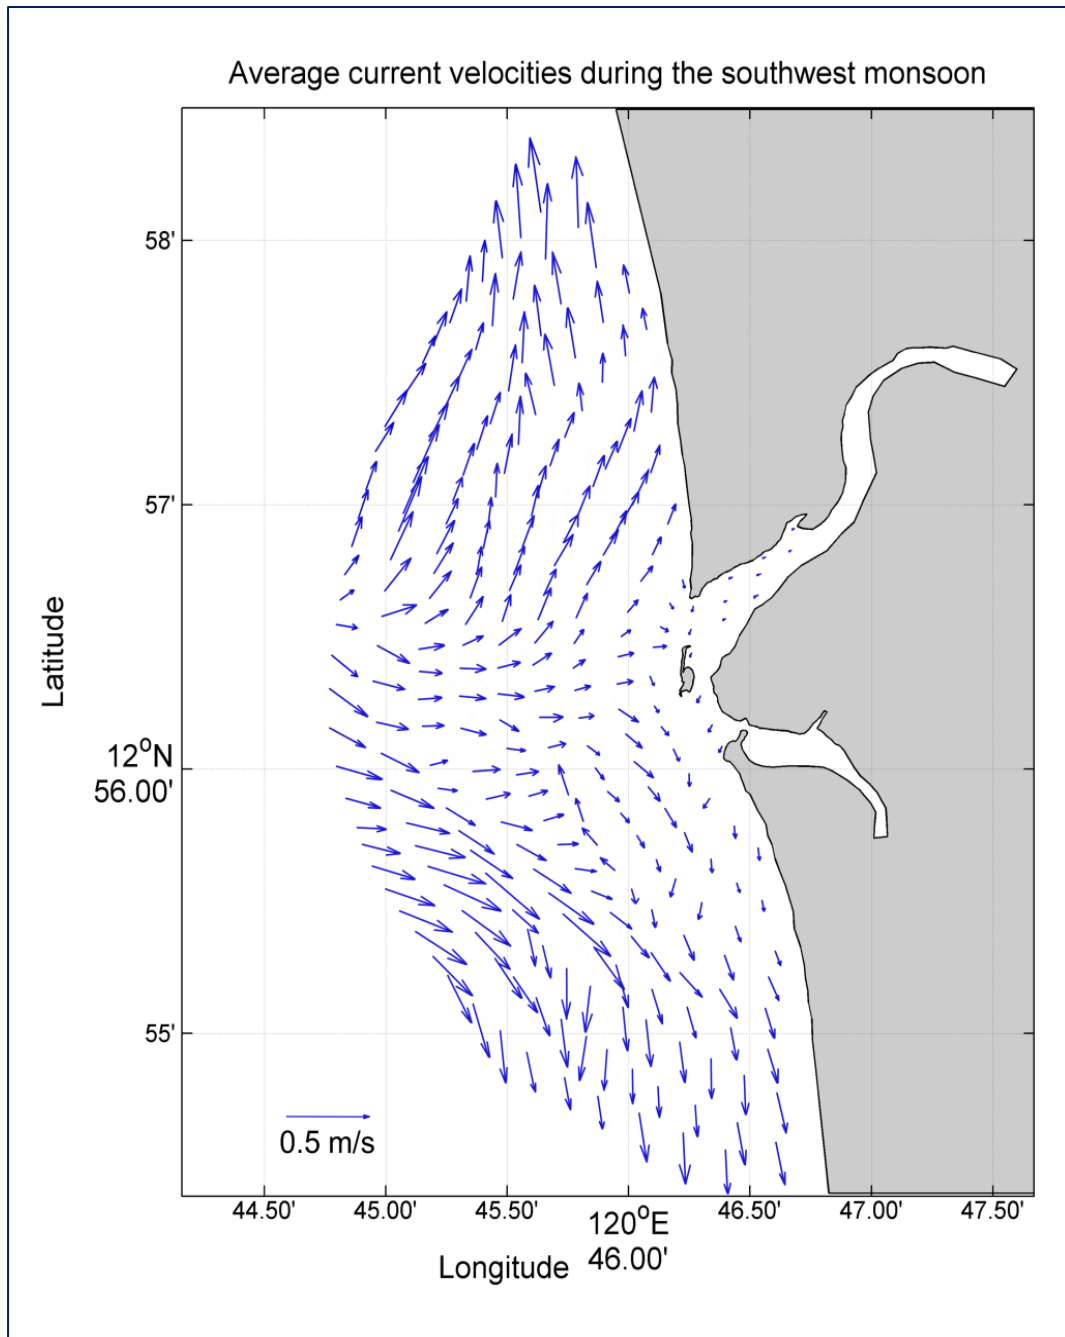 Average current velocities during the southwest monsoon
58'
57'
12°N
56.00'
55'
Latitude
0.5 m/s
44.50'
45.00'
45.50'
120°E
46.00'
46.50'
47.00'
47.50'
Longitude